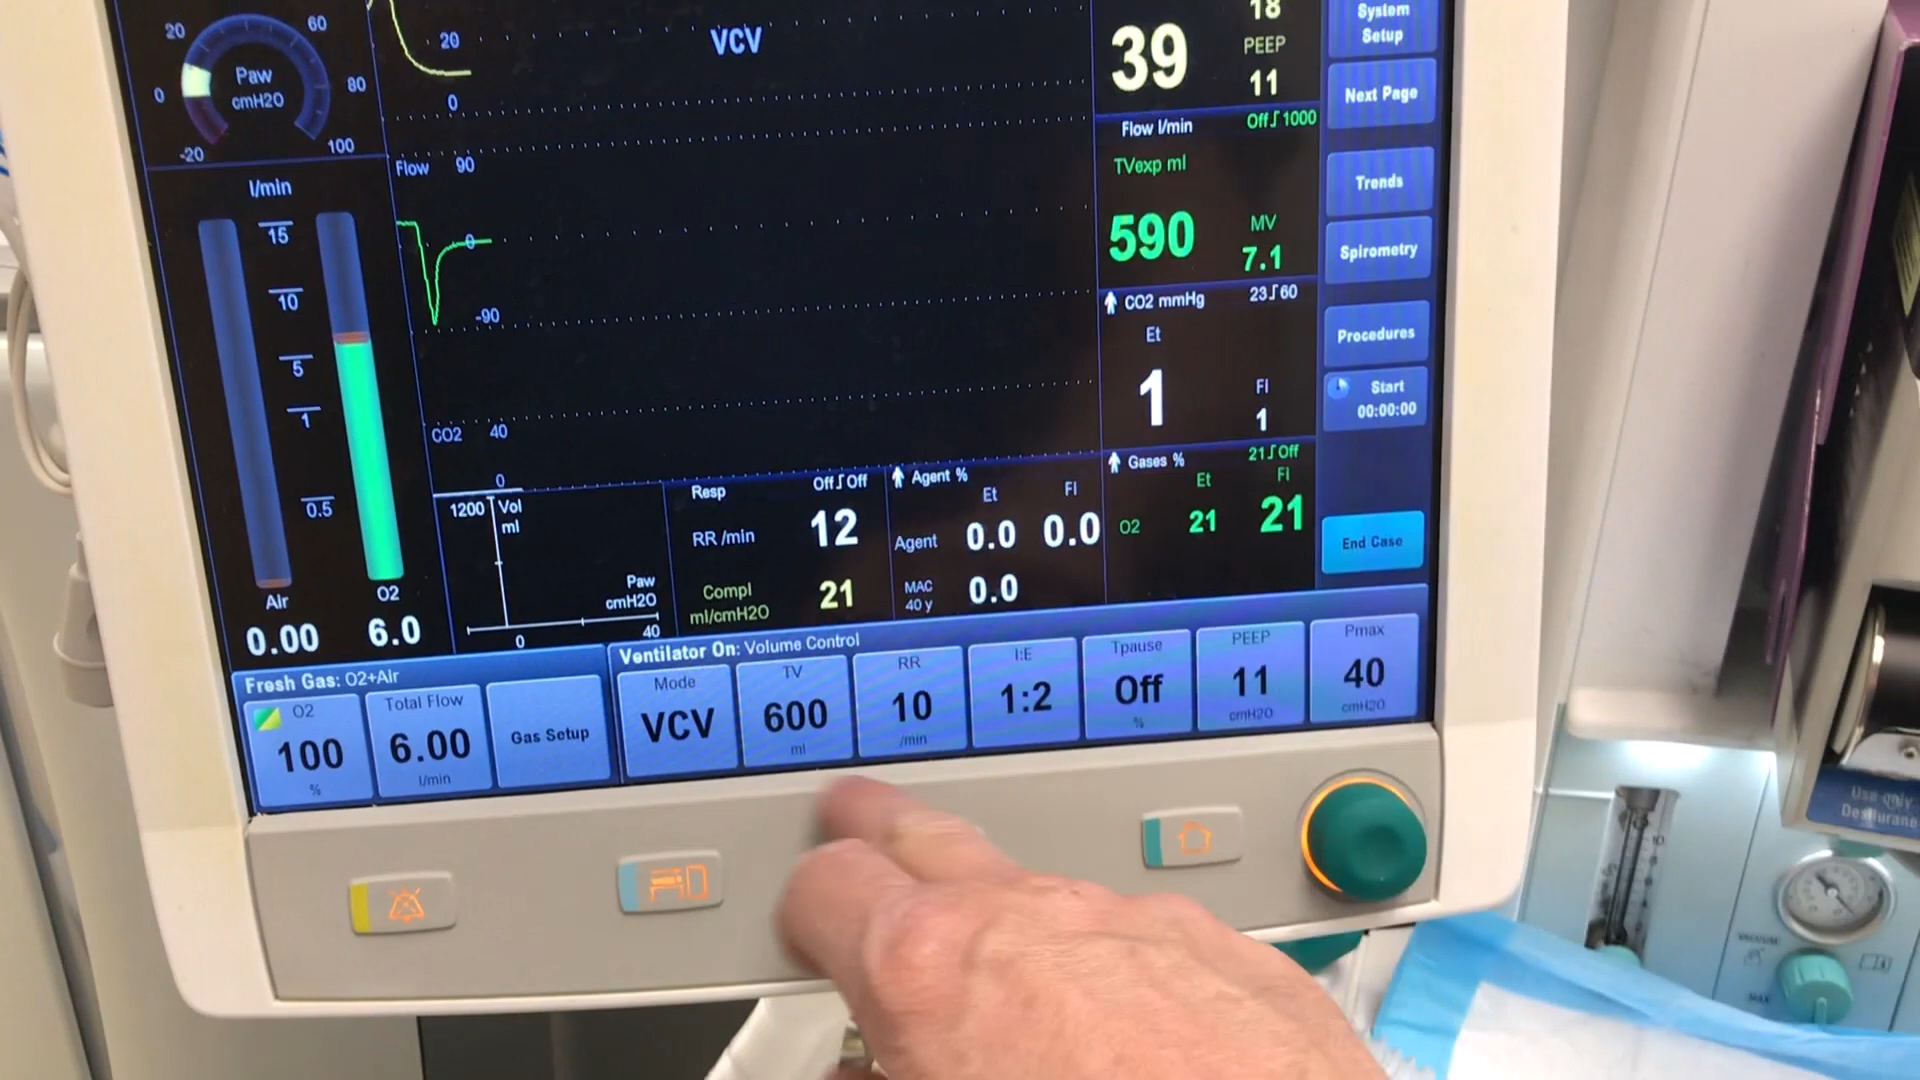 20
60
Paw
cmH2O
0
80
-20
100
20
VCV
0
39
18
PEEP
11
System
Setup
Next Page
Flow l/min
Off 1000
Flow 90
0
-90
TVexp ml
590
MV
7.1
Trends
Spirometry
l/min
15
10
5
1
0.5
Air
O2
0.00
6.0
CO2 mmHg
23 60
Et
1
FI
1
Procedures
Start
00:00:00
CO2 40
0
1200 Vol
ml
Paw
cmH2O
0
40
Resp
Off Off
RR /min
12
Compl
ml/cmH2O
21
Agent %
Et
FI
Agent
0.0
0.0
MAC
40 y
0.0
Gases %
21 Off
Et
FI
O2
21
21
End Case
Fresh Gas: O2+Air
O2
100
%
Total Flow
6.00
l/min
Gas Setup
Ventilator On: Volume Control
Mode
VCV
TV
600
ml
RR
10
/min
I:E
1:2
Tpause
Off
%
PEEP
11
cmH2O
Pmax
40
cmH2O
Use only
Desflurane
VACUUM
MAX